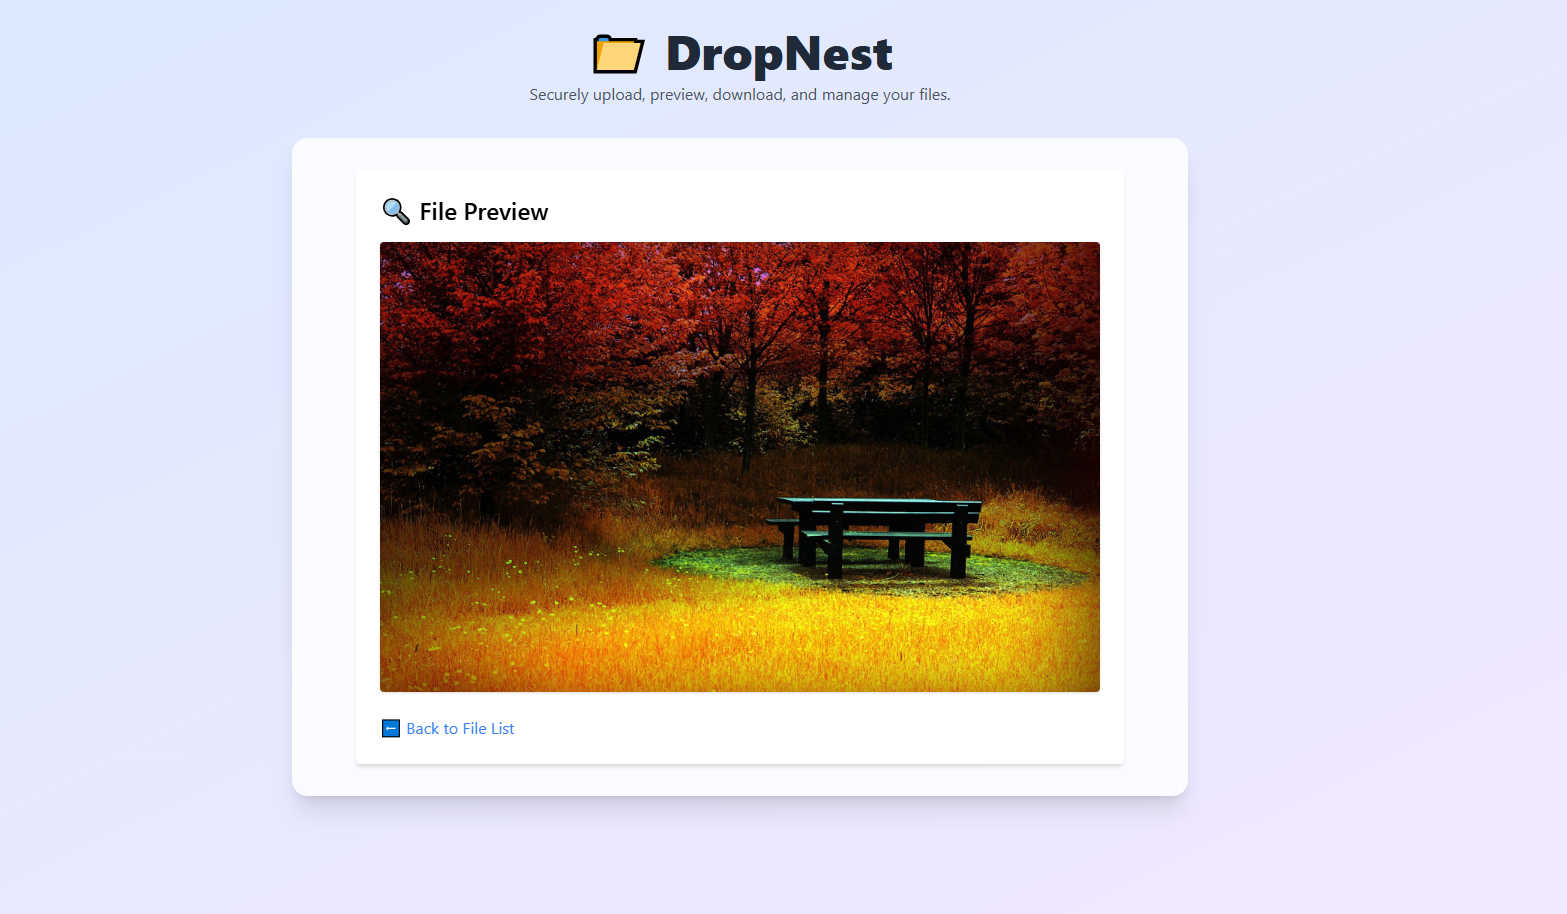 DropNest
Securely upload, preview, download, and manage your files.
File Preview
Back to File List